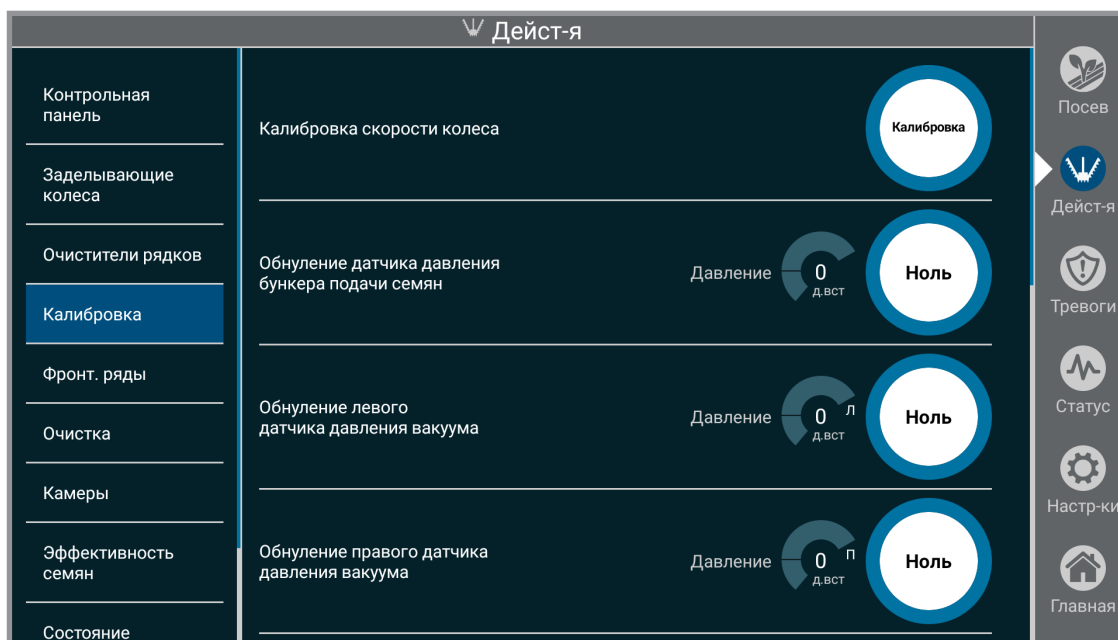 Дейст-я
Контрольная
панель
Заделывающие
колеса
Очистители рядков
Калибровка
Фронт. ряды
Очистка
Камеры
Эффективность
семян
Состояние
Калибровка скорости колеса
Калибровка
Обнуление датчика давления
бункера подачи семян
Давление
0
д.вст
Ноль
Обнуление левого
датчика давления вакуума
Давление
0 Л
д.вст
Ноль
Обнуление правого датчика
давления вакуума
Давление
0 П
д.вст
Ноль
Посев
Дейст-я
Тревоги
Статус
Настр-ки
Главная